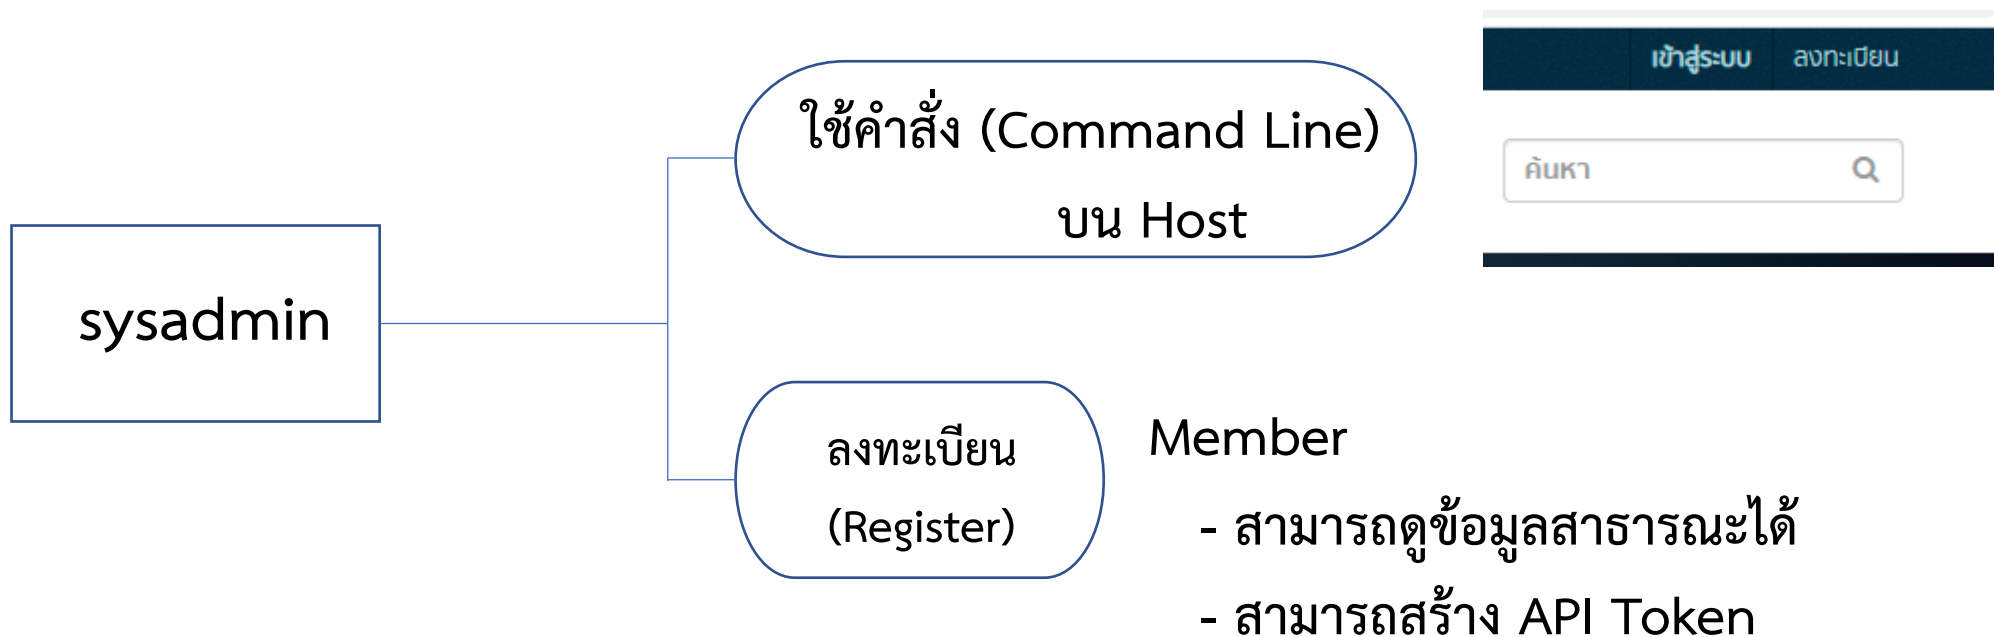 sysadmin
ใช้คำสั่ง (Command Line)
บน Host
เข้าสู่ระบบ ลงทะเบียน
ค้นหา
ลงทะเบียน
(Register)
Member
- สามารถดูข้อมูลสาธารณะได้
- สามารถสร้าง API Token